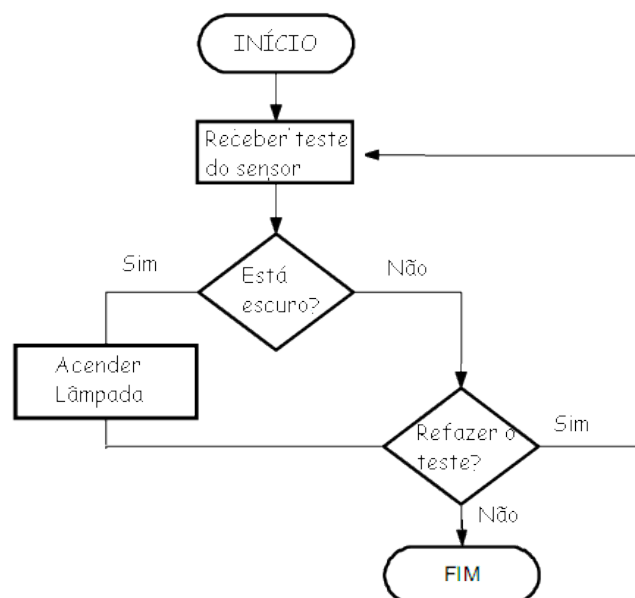 INÍCIO
Receber teste
do sensor
Sim
Está
escuro?
Não
Acender
Lâmpada
Refazer o
teste?
Sim
Não
FIM